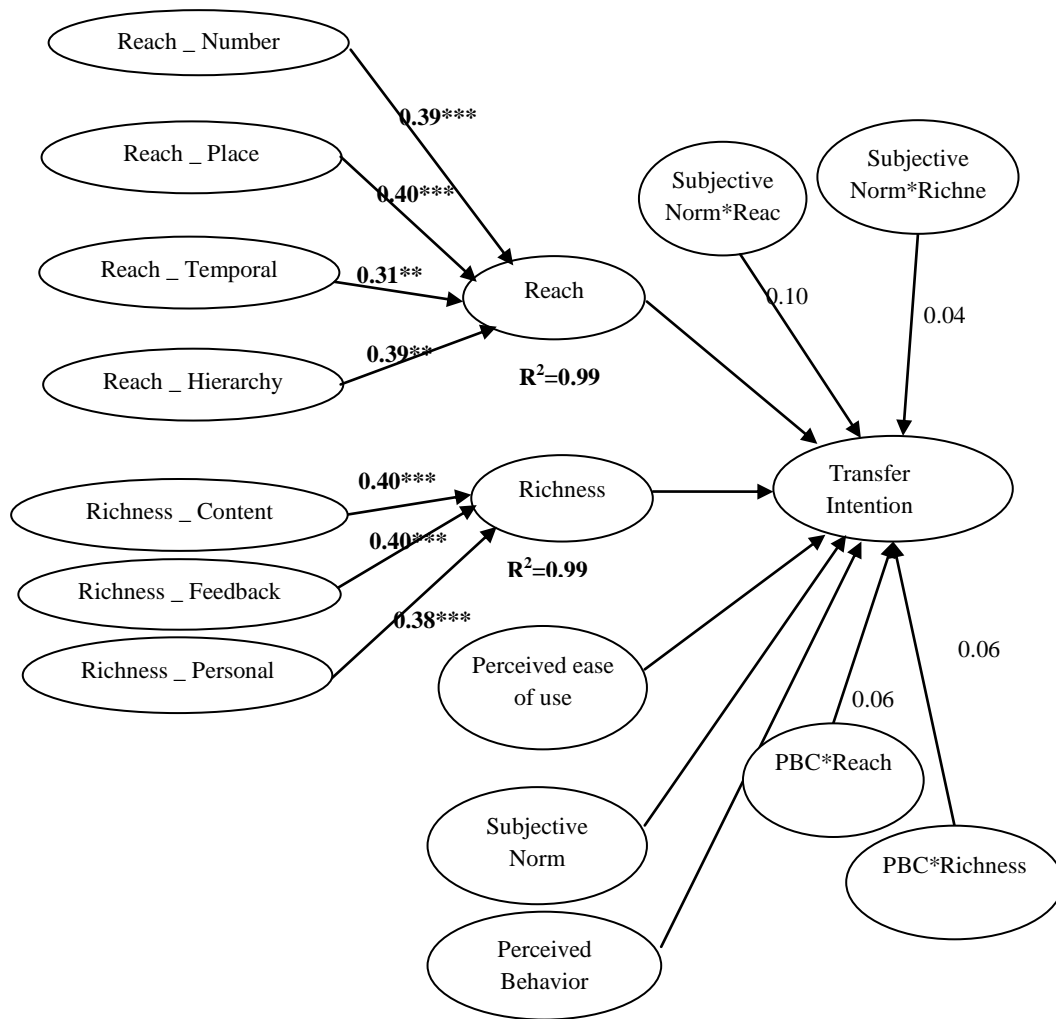 Reach _ Number
0.39***
Reach _ Place
0.40***
Reach _ Temporal
0.31**
Reach _ Hierarchy
0.39**
Reach
R²=0.99
Subjective
Norm*Reac
0.10
Subjective
Norm*Richne
0.04
Richness _ Content
0.40***
Richness _ Feedback
0.40***
Richness _ Personal
0.38***
Richness
R²=0.99
Transfer
Intention
Perceived ease
of use
Subjective
Norm
Perceived
Behavior
0.06
PBC*Reach
0.06
PBC*Richness